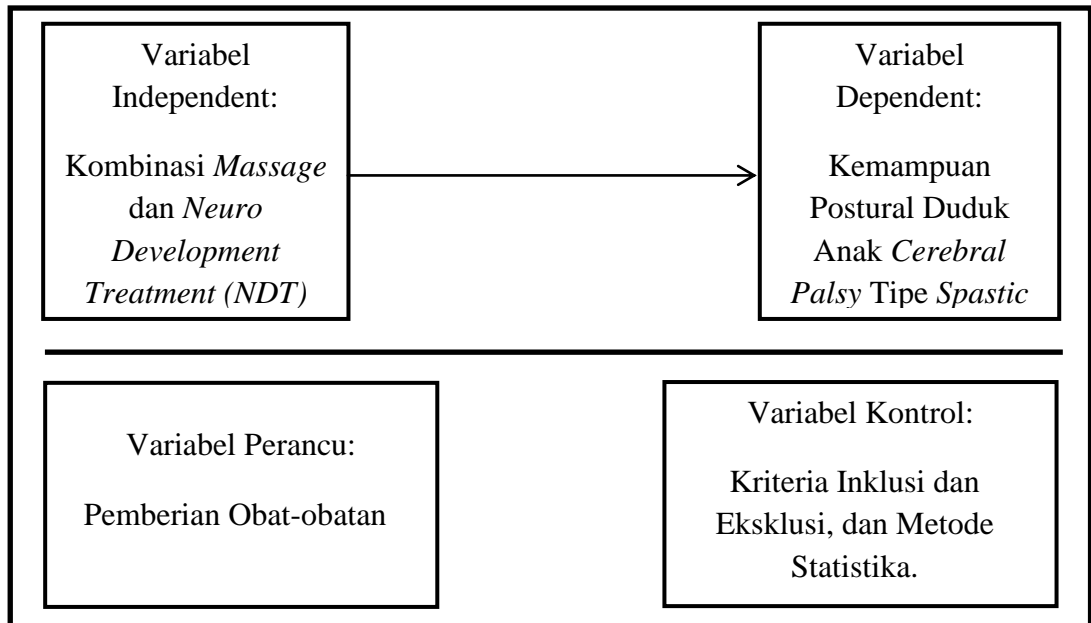 Variabel
Independent:
Kombinasi Massage
dan Neuro
Development
Treatment (NDT)
Variabel
Dependent:
Kemampuan
Postural Duduk
Anak Cerebral
Palsy Tipe Spastic
Variabel Perancu:
Pemberian Obat-obatan
Variabel Kontrol:
Kriteria Inklusi dan
Eksklusi, dan Metode
Statistika.